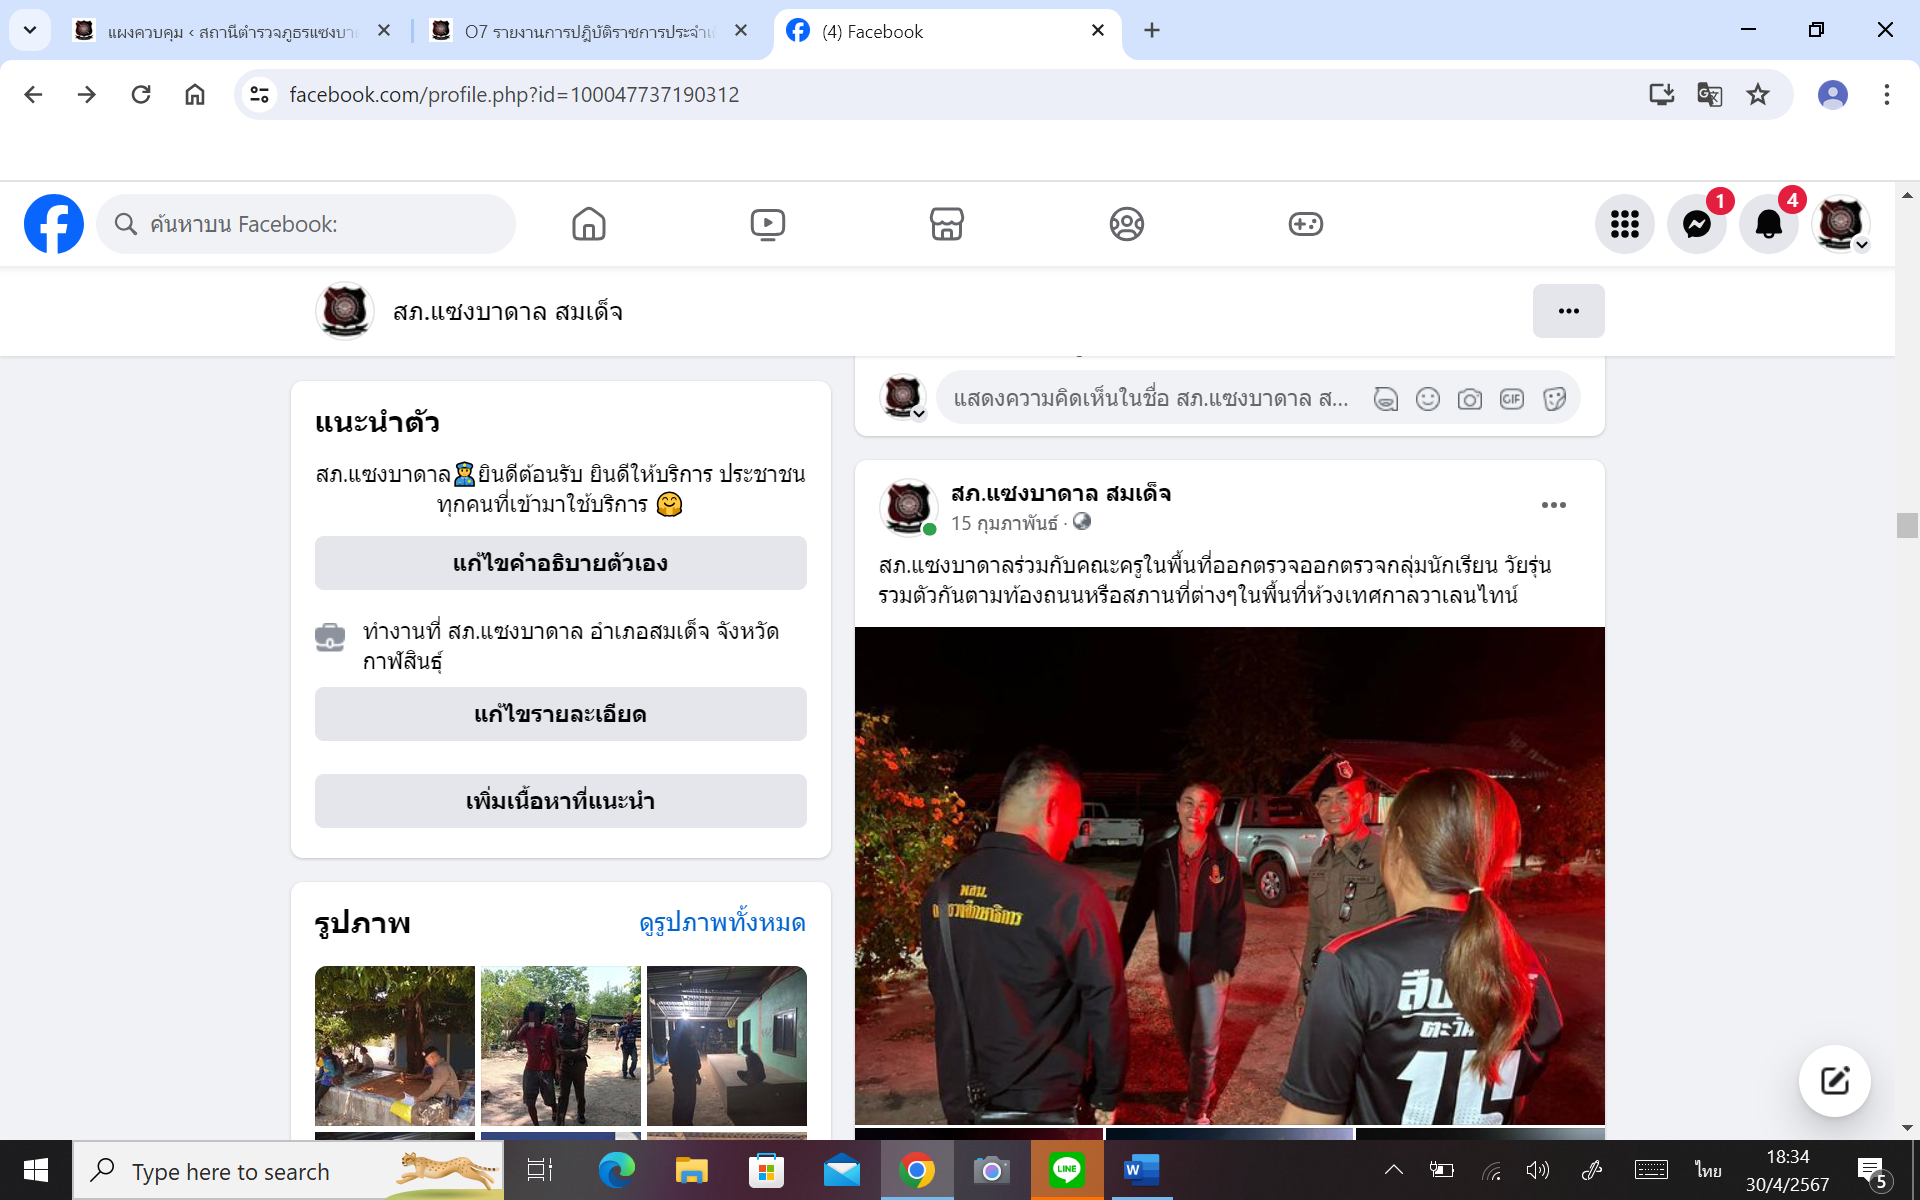 แผงควบคุม ‹ สถานีตำรวจภูธรแซงบาด
O7 รายงานการปฏิบัติราชการประจำเ
(4) Facebook
facebook.com/profile.php?id=100047737190312
ค้นหาบน Facebook:
1
4
สภ.แซงบาดาล สมเด็จ
แสดงความคิดเห็นในชื่อ สภ.แซงบาดาล ส...
GIF
แนะนำตัว
สภ.แซงบาดาล👮ยินดีต้อนรับ ยินดีให้บริการ ประชาชน
ทุกคนที่เข้ามาใช้บริการ 🤗
แก้ไขคำอธิบายตัวเอง
ทำงานที่ สภ.แซงบาดาล อำเภอสมเด็จ จังหวัด
กาฬสินธุ์
แก้ไขรายละเอียด
เพิ่มเนื้อหาที่แนะนำ
รูปภาพ
ดูรูปภาพทั้งหมด
สภ.แซงบาดาล สมเด็จ
15 กุมภาพันธ์ ·
สภ.แซงบาดาลร่วมกับคณะครูในพื้นที่ออกตรวจออกตรวจกลุ่มนักเรียน วัยรุ่น
รวมตัวกันตามท้องถนนหรือสภานที่ต่างๆในพื้นที่ห้วงเทศกาลวาเลนไทน์
พสน.
15
Type here to search
LINE
ไทย
18:34
30/4/2567
5